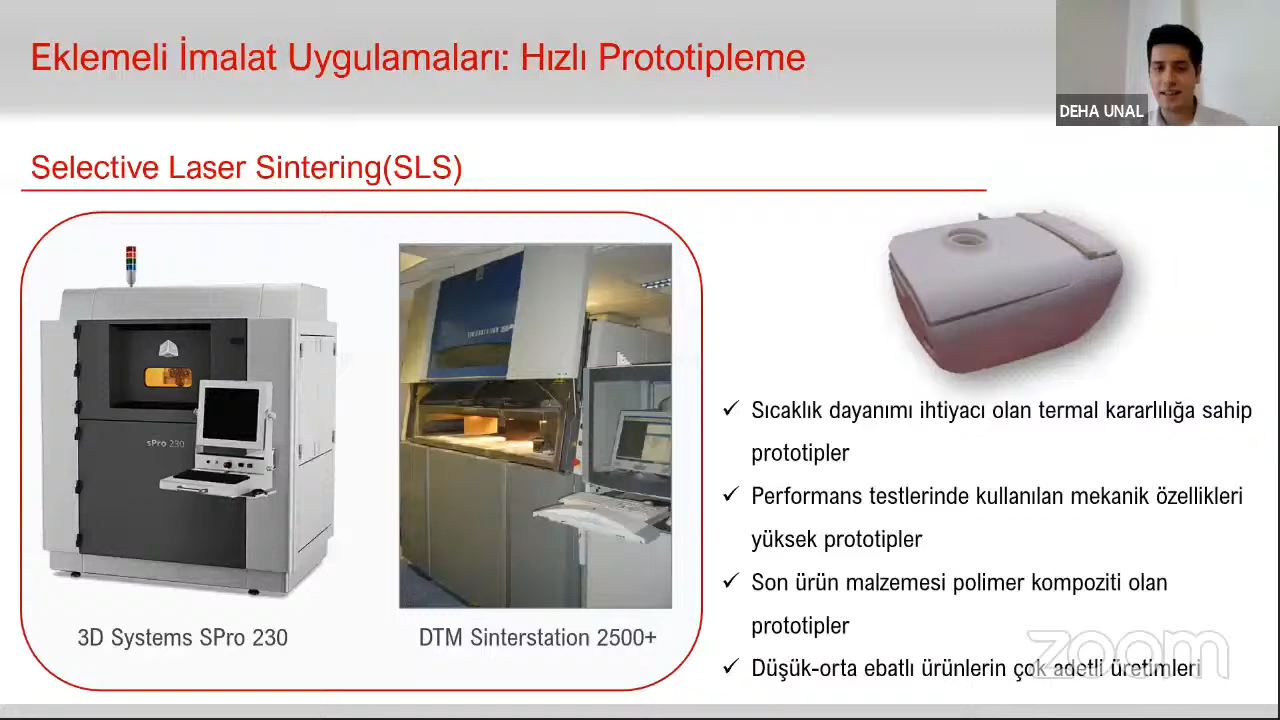 Eklemeli İmalat Uygulamaları: Hızlı Prototipleme
DEHA UNAL
Selective Laser Sintering(SLS)
sPro 230
3D Systems SPro 230
DTM Sinterstation 2500+
✓ Sıcaklık dayanımı ihtiyacı olan termal kararlılığa sahip
prototipler
✓ Performans testlerinde kullanılan mekanik özellikleri
yüksek prototipler
✓ Son ürün malzemesi polimer kompoziti olan
prototipler
✓ Düşük-orta ebatlı ürünlerin çok adetli üretimleri
zoom